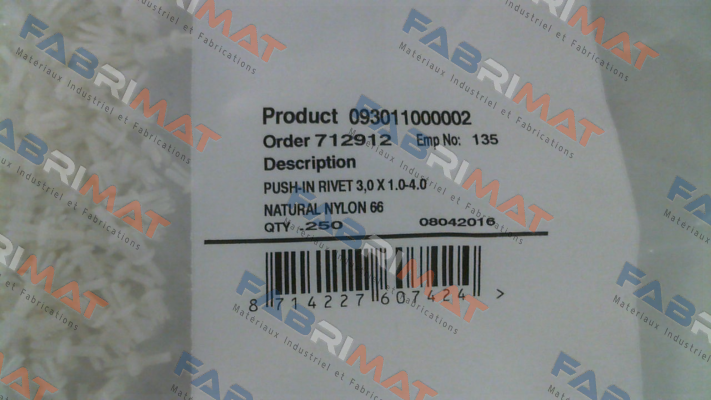 Product 093011000002
Order 712912 Emp No: 135
Description
PUSH-IN RIVET 3,0 X 1.0-4.0
NATURAL NYLON 66
QTY .250 08042016
8 714227 607424 >
FABRIMAT
Materiaux Industriel et Fabrications